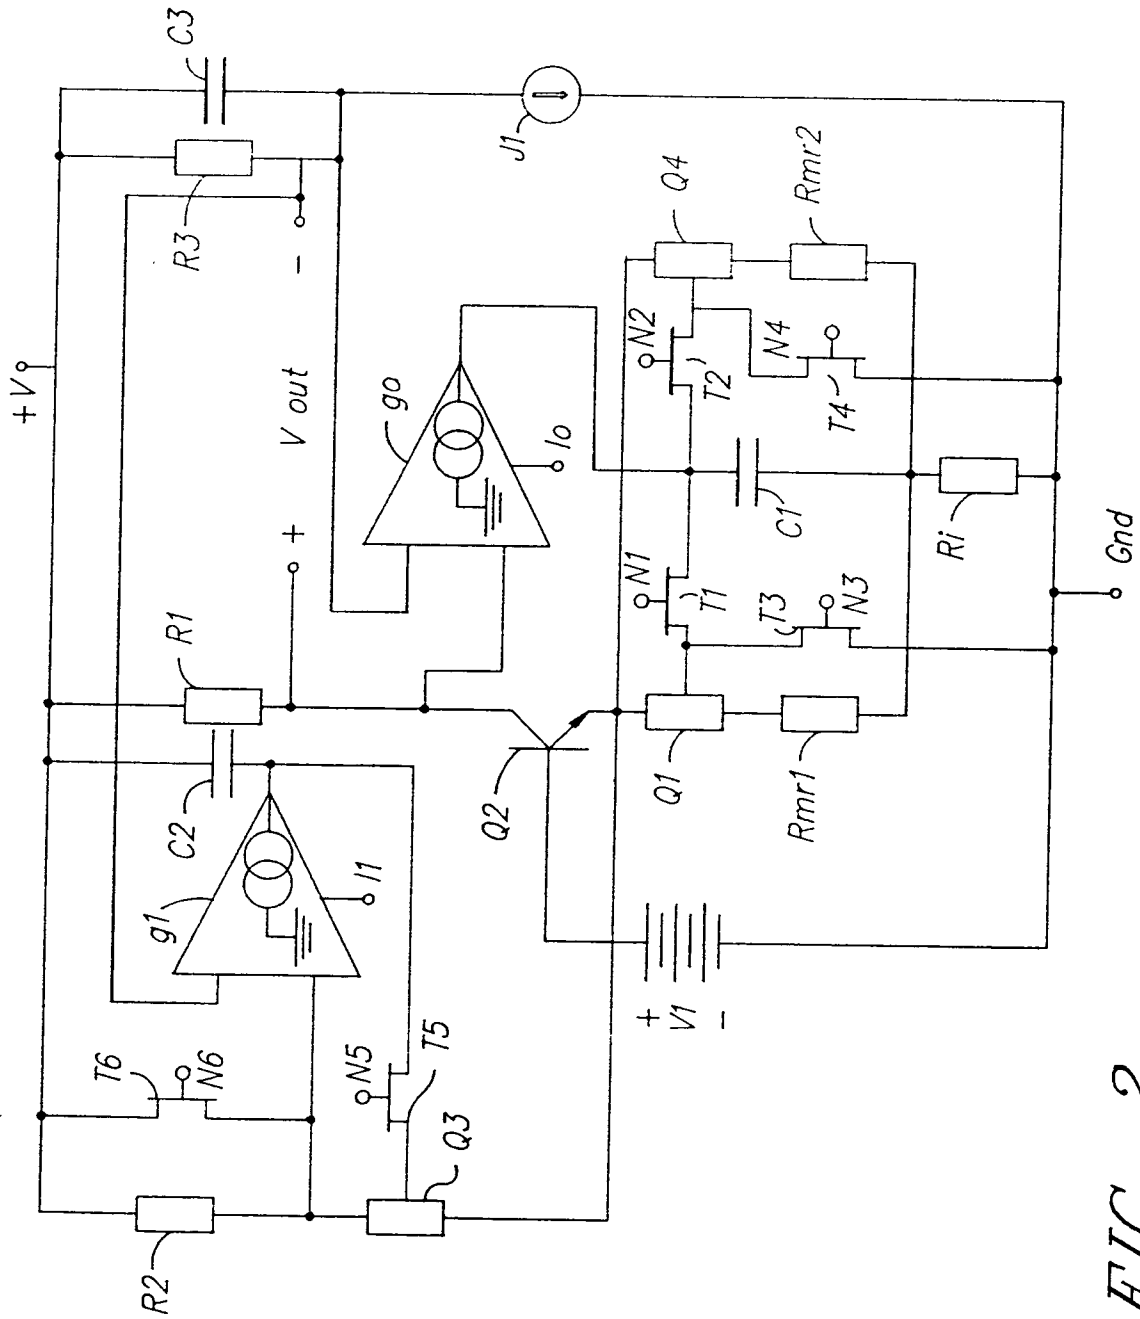 +V
C3
R3
-
J1
Q4
Rmr2
N2
T2
N4
T4
go
Io
V out
+
R1
C2
N1
T1
C1
T3
N3
Ri
Gnd
Q2
Q1
Rmr1
g1
I1
+
V1
-
T6
N6
N5
T5
Q3
R2
FIG 2